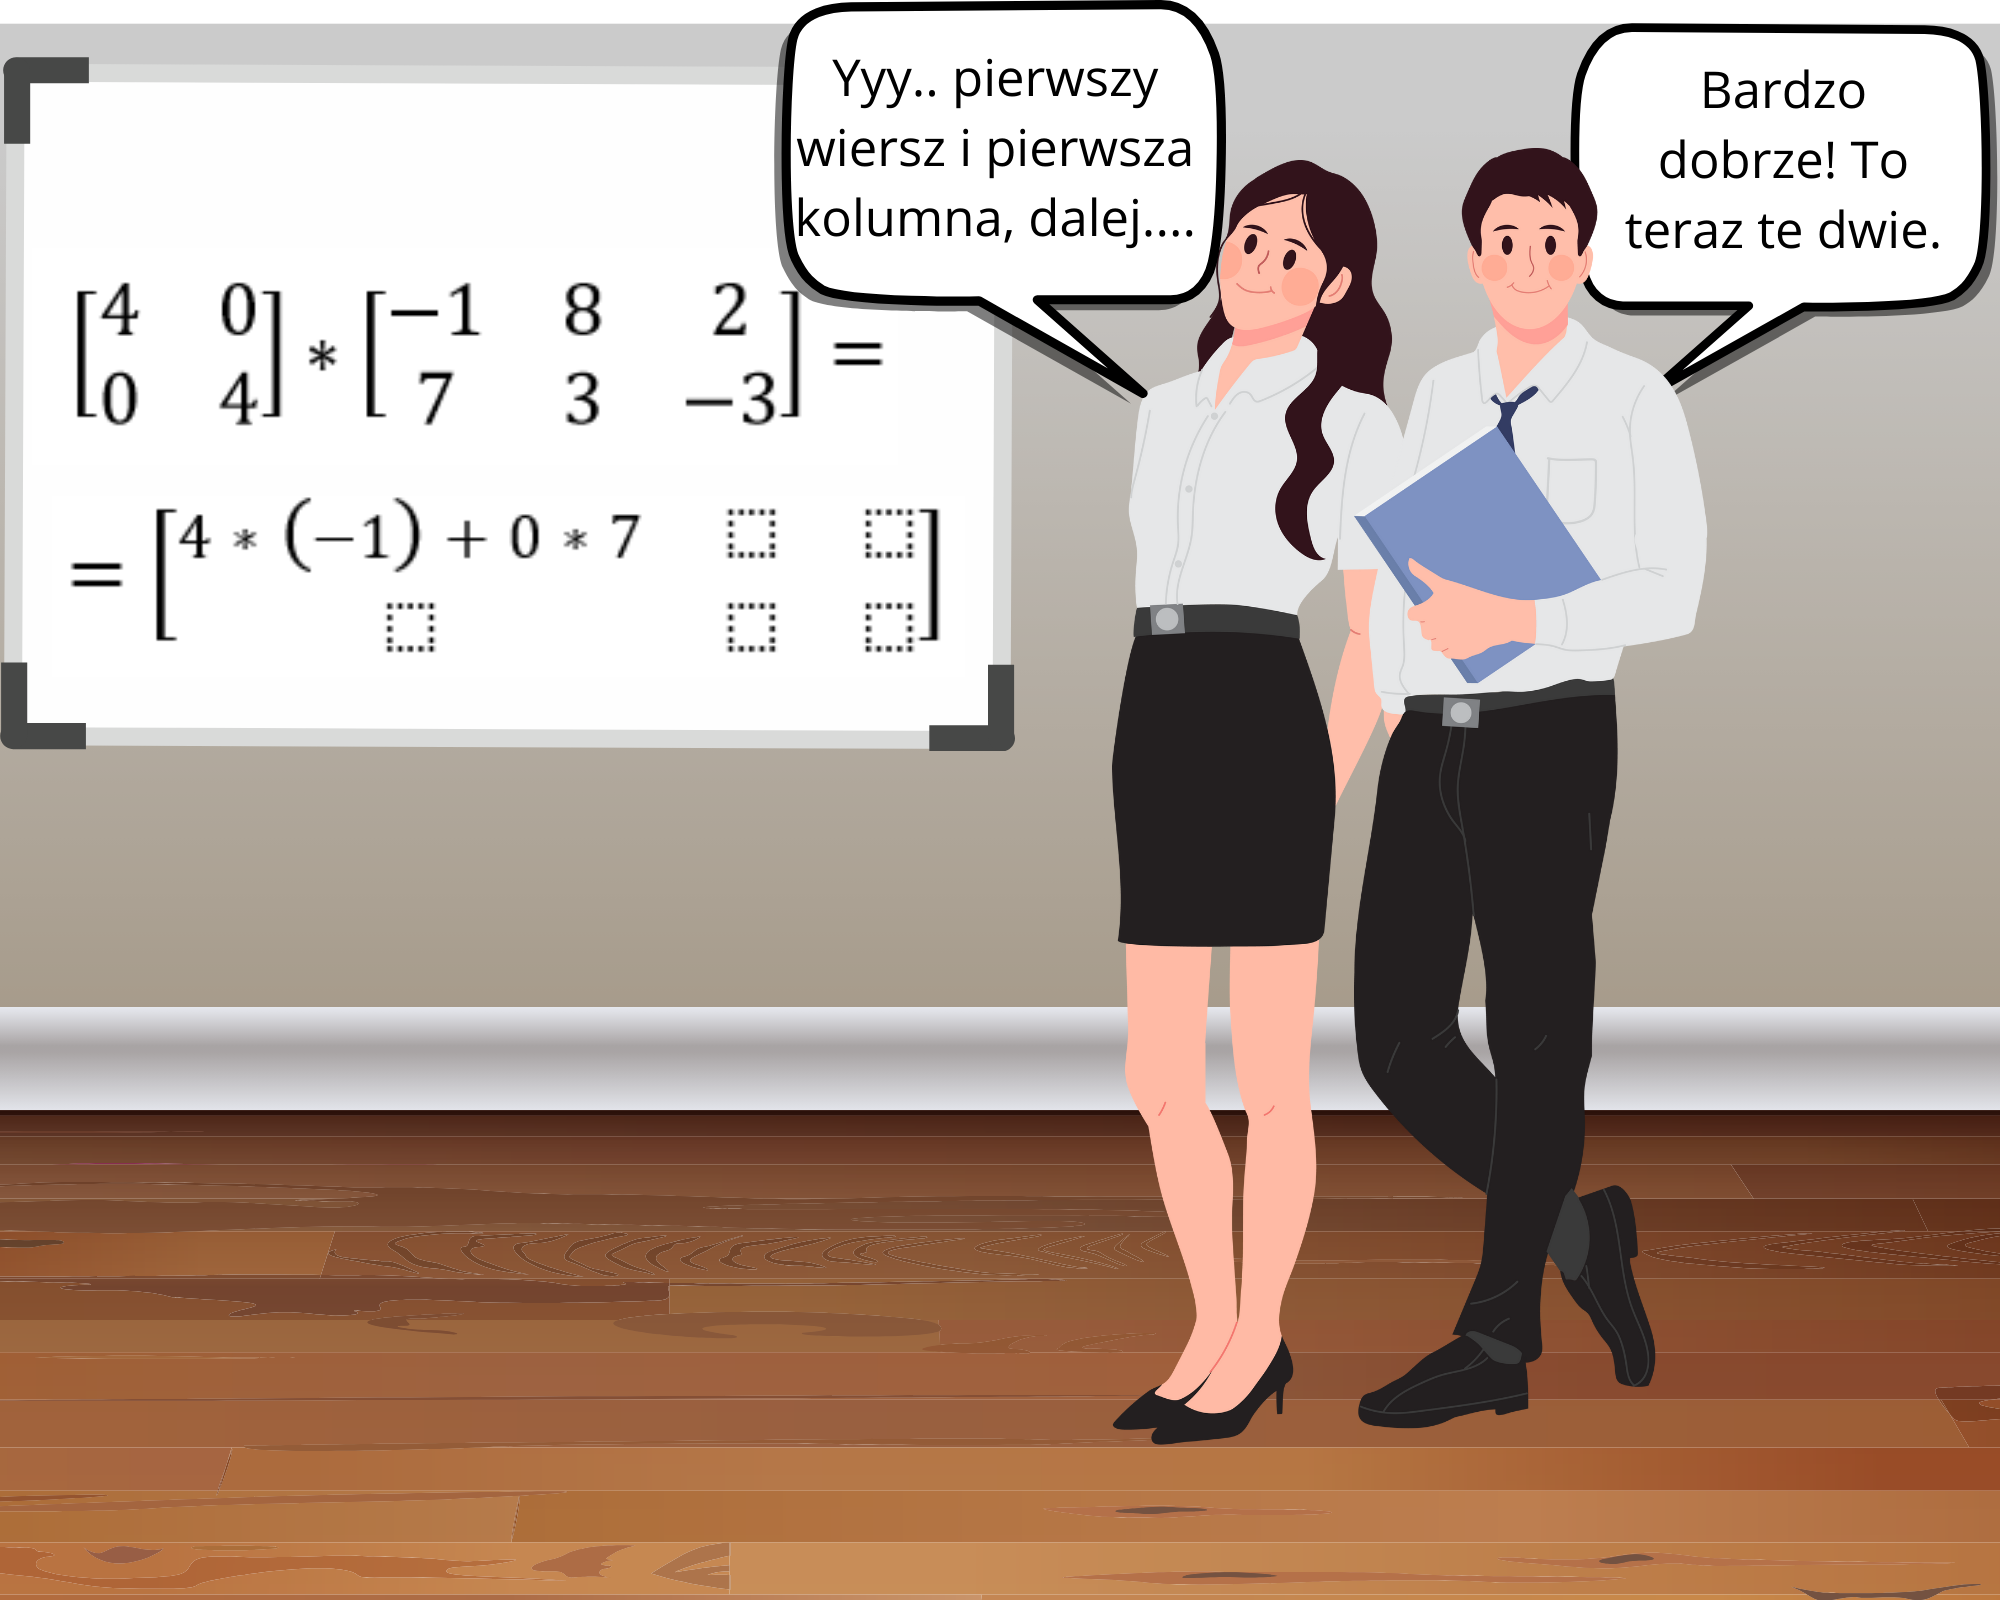 Yyy.. pierwszy
wiersz i pierwsza
kolumna, dalej....
Bardzo
dobrze! To
teraz te dwie.
[4 0] * [−1 8 2] =
[0 4] [7 3 −3]
= [4 * (−1) + 0 * 7 ⬚ ⬚]
[⬚ ⬚ ⬚]